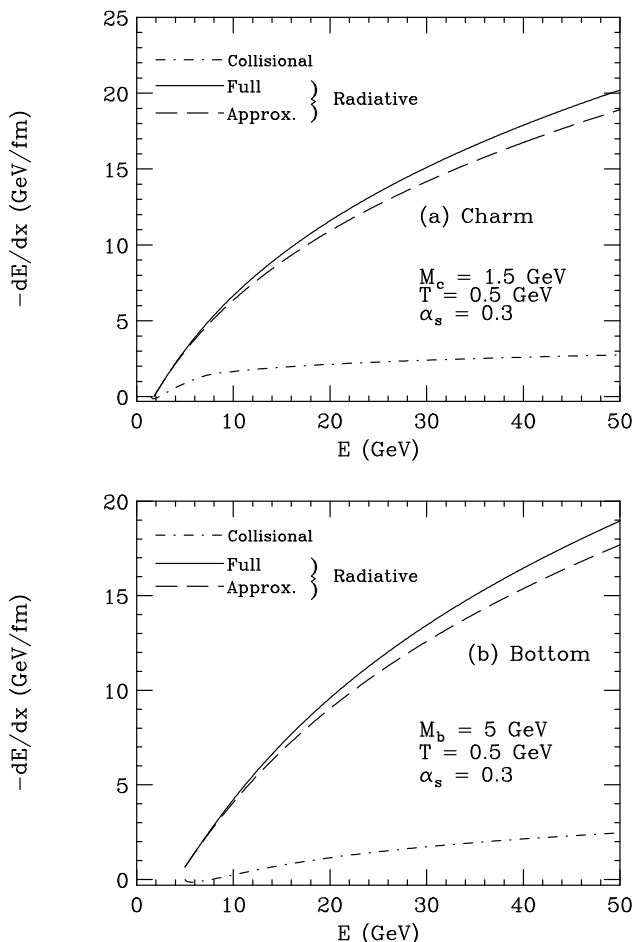 25
Collisional
Full
Approx.
) Radiative
)
20
15
10
5
0
−dE/dx (GeV/fm)
(a) Charm
M_c = 1.5 GeV
T = 0.5 GeV
α_s = 0.3
0 10 20 30 40 50
E (GeV)
20
Collisional
Full
Approx.
) Radiative
)
15
10
5
0
−dE/dx (GeV/fm)
(b) Bottom
M_b = 5 GeV
T = 0.5 GeV
α_s = 0.3
0 10 20 30 40 50
E (GeV)